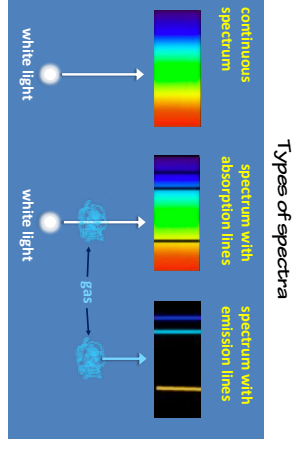 Types of spectra
continuous
spectrum
spectrum with
absorption lines
spectrum with
emission lines
white light
white light
gas